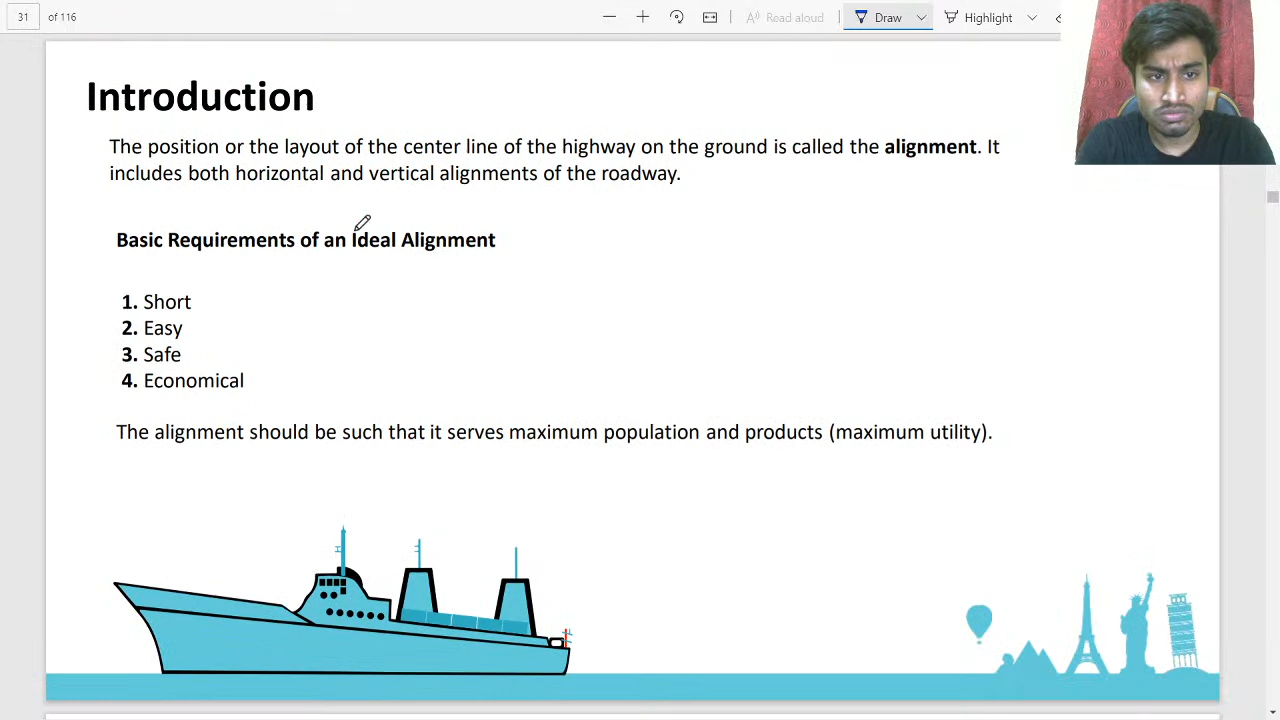 31 of 116 Read aloud Draw Highlight
Introduction
The position or the layout of the center line of the highway on the ground is called the alignment. It
includes both horizontal and vertical alignments of the roadway.
Basic Requirements of an Ideal Alignment
1. Short
2. Easy
3. Safe
4. Economical
The alignment should be such that it serves maximum population and products (maximum utility).